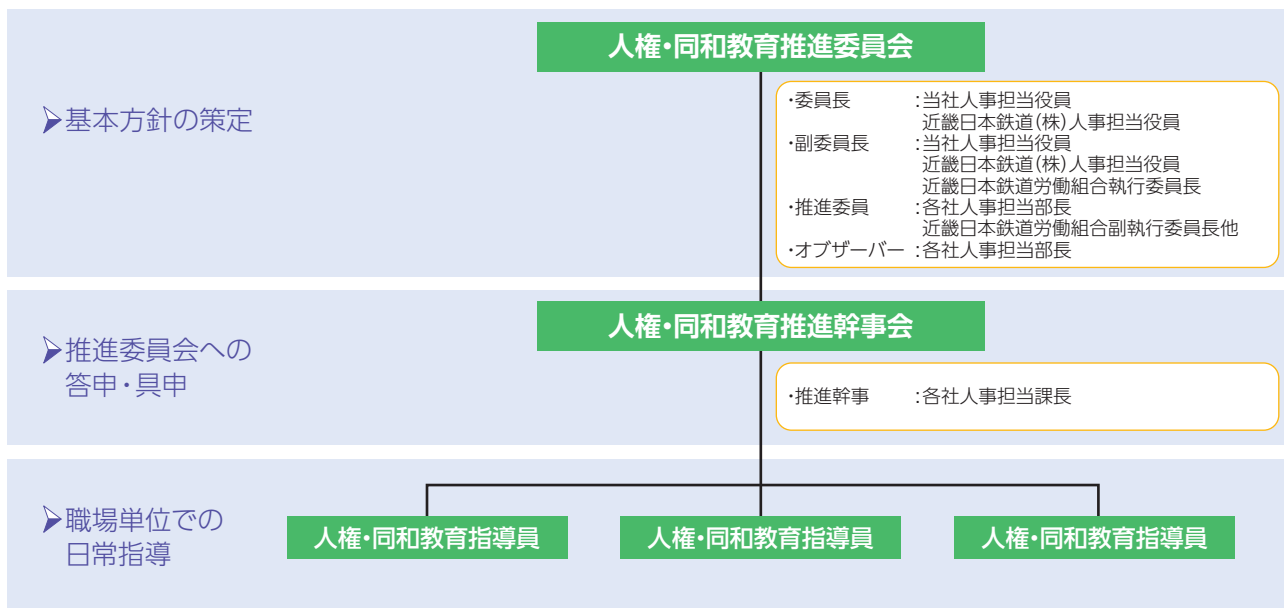 人権・同和教育推進委員会
➢基本方針の策定
・委員長　：当社人事担当役員
近畿日本鉄道(株)人事担当役員
・副委員長　：当社人事担当役員
近畿日本鉄道(株)人事担当役員
近畿日本鉄道労働組合執行委員長
・推進委員　：各社人事担当部長
近畿日本鉄道労働組合副執行委員長他
・オブザーバー：各社人事担当部長
人権・同和教育推進幹事会
➢推進委員会への
答申・具申
・推進幹事　：各社人事担当課長
➢職場単位での
日常指導
人権・同和教育指導員
人権・同和教育指導員
人権・同和教育指導員